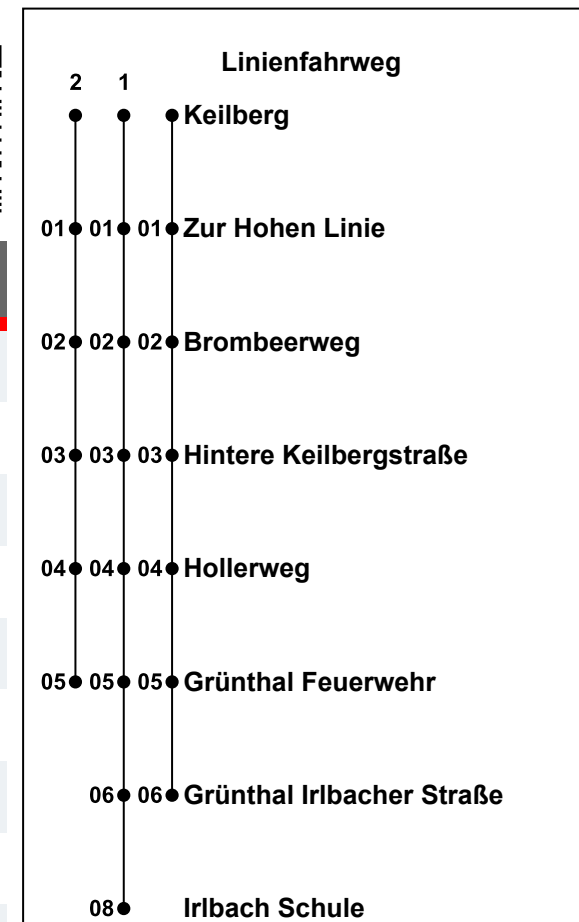 Linienfahrweg
2 1
Keilberg
01 01 01 Zur Hohen Linie
02 02 02 Brombeerweg
03 03 03 Hintere Keilbergstraße
04 04 04 Hollerweg
05 05 05 Grünthal Feuerwehr
06 06 Grünthal Irlbacher Straße
08 Irlbach Schule